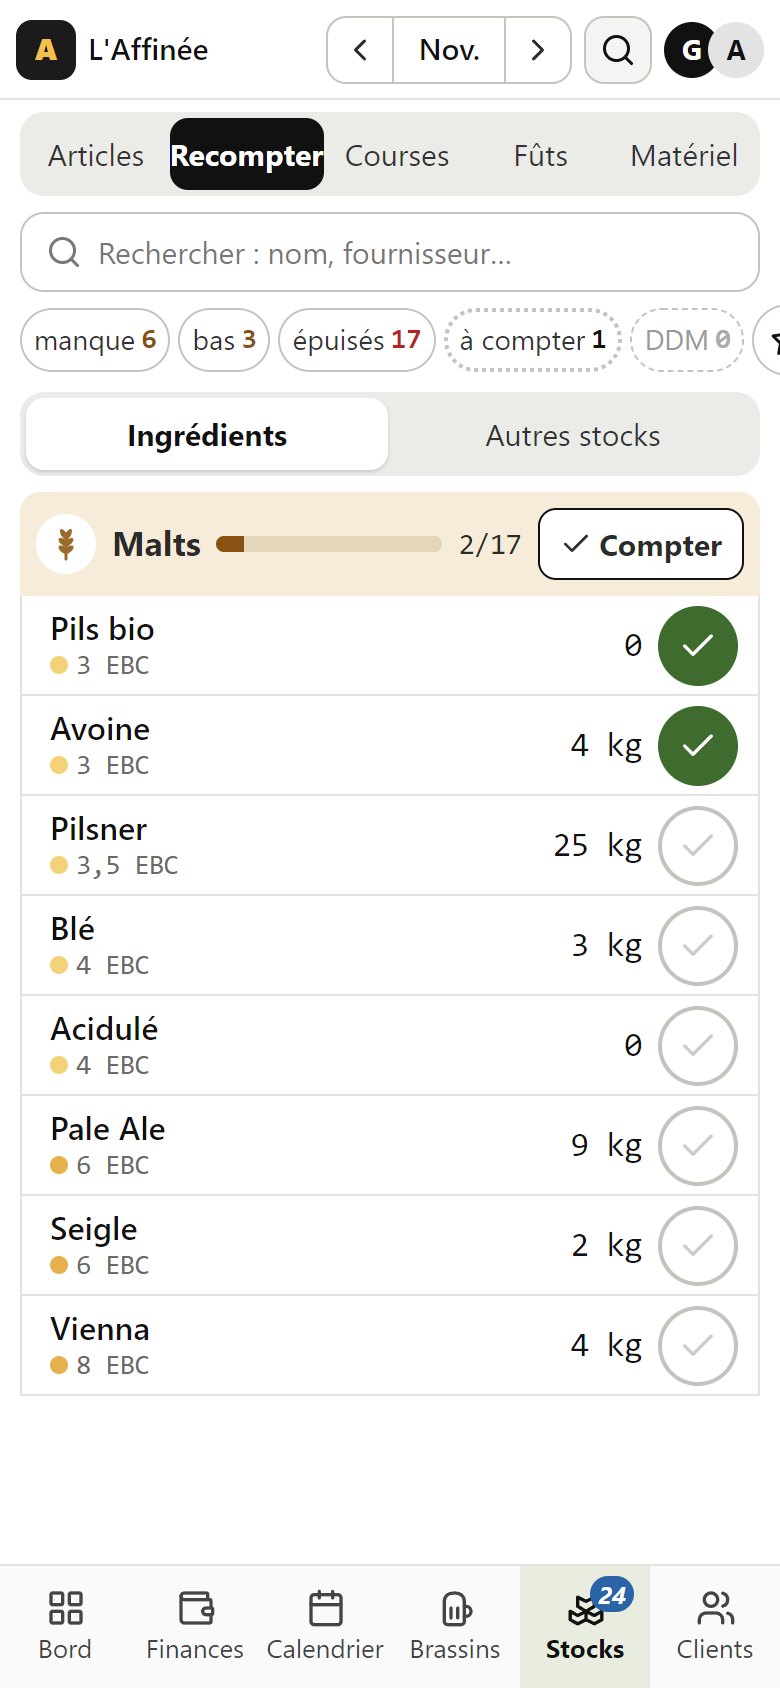 A L'Affinée Nov. G A
Articles Recompter Courses Fûts Matériel
Rechercher : nom, fournisseur...
manque 6 bas 3 épuisés 17 à compter 1 DDM 0
Ingrédients Autres stocks
Malts 2/17 Compter
Pils bio
3 EBC
0
Avoine
3 EBC
4 kg
Pilsner
3,5 EBC
25 kg
Blé
4 EBC
3 kg
Acidulé
4 EBC
0
Pale Ale
6 EBC
9 kg
Seigle
6 EBC
2 kg
Vienna
8 EBC
4 kg
24
Bord Finances Calendrier Brassins Stocks Clients